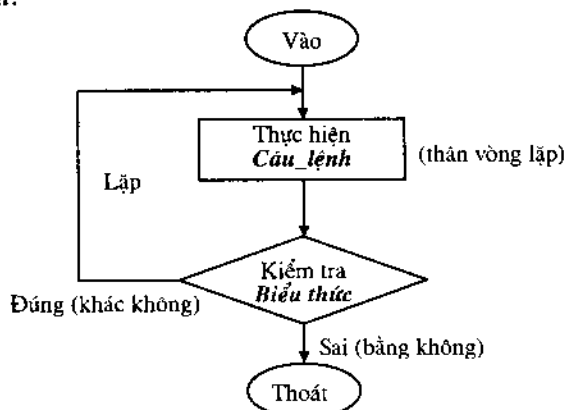 Vào
Thực hiện
Câu_lệnh
(thân vòng lặp)
Lặp
Kiểm tra
Biểu thức
Đúng (khác không)
Sai (bằng không)
Thoát